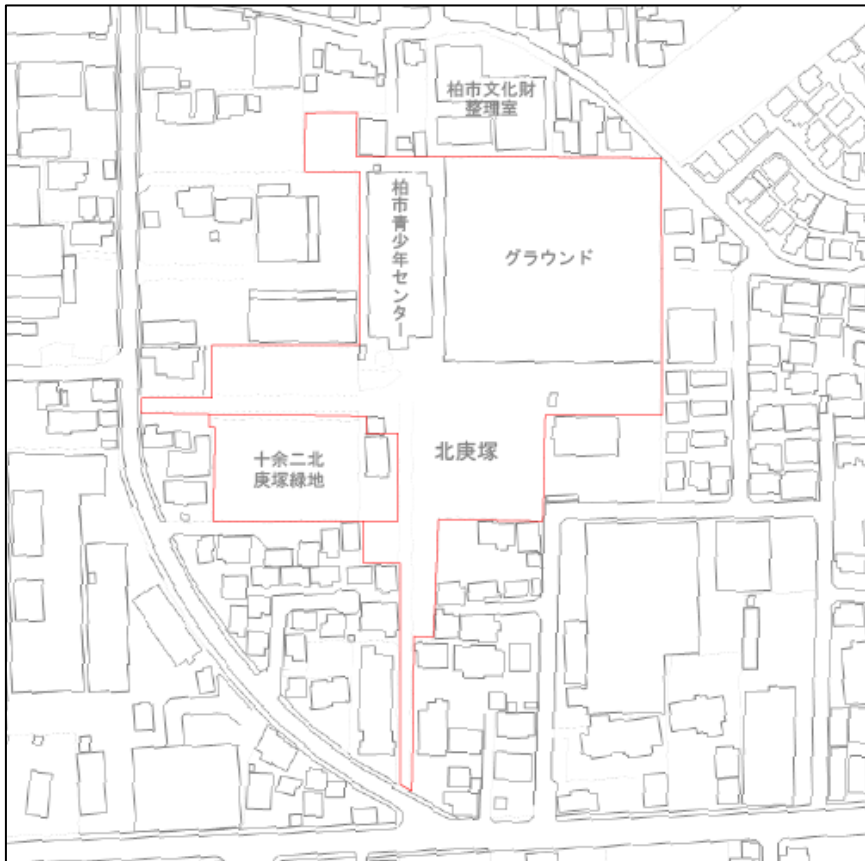 柏市文化財
整理室
柏市青少年センター
グラウンド
北庚塚
十余二北
庚塚緑地